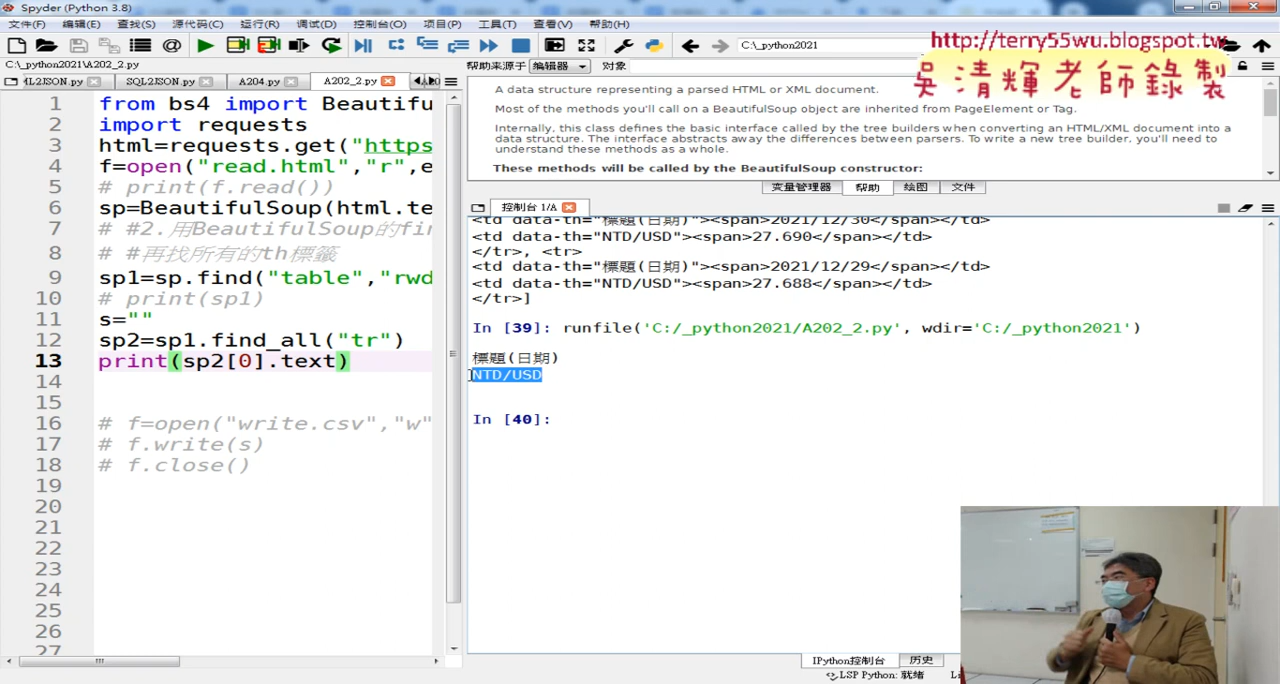 Spyder (Python 3.8)
文件(F) 编辑(E) 查找(S) 源代码(C) 运行(R) 调试(D) 控制台(O) 项目(P) 工具(T) 查看(V) 帮助(H)
C:\_python2021
http://terry55wu.blogspot.tw
吳清輝老師錄製
C:\_python2021\A202_2.py
L2JSON.py SQL2JSON.py A204.py A202_2.py
帮助来源于 编辑器 对象
1 from bs4 import Beautifu
2 import requests
3 html=requests.get("https
4 f=open("read.html","r",e
5 # print(f.read())
6 sp=BeautifulSoup(html.te
7 # #2.用BeautifulSoup的fin
8 # #再找所有的th標籤
9 sp1=sp.find("table","rwd
10 # print(sp1)
11 s=""
12 sp2=sp1.find_all("tr")
13 print(sp2[0].text)
14
15
16 # f=open("write.csv","w"
17 # f.write(s)
18 # f.close()
19
20
21
22
23
24
25
26
27
A data structure representing a parsed HTML or XML document.
Most of the methods you'll call on a BeautifulSoup object are inherited from PageElement or Tag.
Internally, this class defines the basic interface called by the tree builders when converting an HTML/XML document into a
data structure. The interface abstracts away the differences between parsers. To write a new tree builder, you'll need to
understand these methods as a whole.
These methods will be called by the BeautifulSoup constructor:
变量管理器 帮助 绘图 文件
控制台 1/A
<td data-th="標題(日期)"><span>2021/12/30</span></td>
<td data-th="NTD/USD"><span>27.690</span></td>
</tr>, <tr>
<td data-th="標題(日期)"><span>2021/12/29</span></td>
<td data-th="NTD/USD"><span>27.688</span></td>
</tr>]
In [39]: runfile('C:/_python2021/A202_2.py', wdir='C:/_python2021')
標題(日期)
NTD/USD
In [40]:
IPython控制台 历史
LSP Python: 就绪